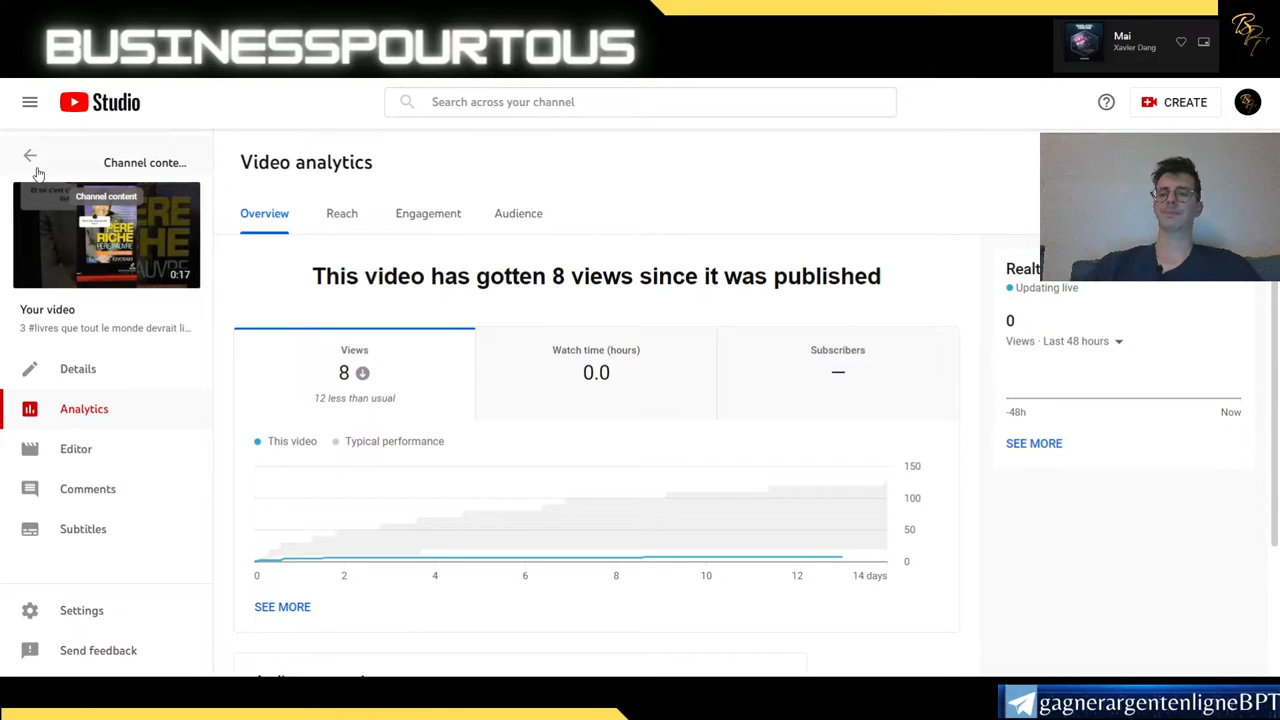 BUSINESSPOURTOUS
Mai
Xavier Dang
Studio
Search across your channel
CREATE
Channel conte...
Channel content
PÈRE
RICHE
PÈRE PAUVRE
0:17
Your video
3 #livres que tout le monde devrait li...
Details
Analytics
Editor
Comments
Subtitles
Settings
Send feedback
Video analytics
Overview
Reach
Engagement
Audience
This video has gotten 8 views since it was published
Views
8
12 less than usual
Watch time (hours)
0.0
Subscribers
—
This video
Typical performance
150
100
50
0
0
2
4
6
8
10
12
14 days
SEE MORE
Updating live
0
Views · Last 48 hours
-48h
Now
SEE MORE
gagnerargentenligneBPT